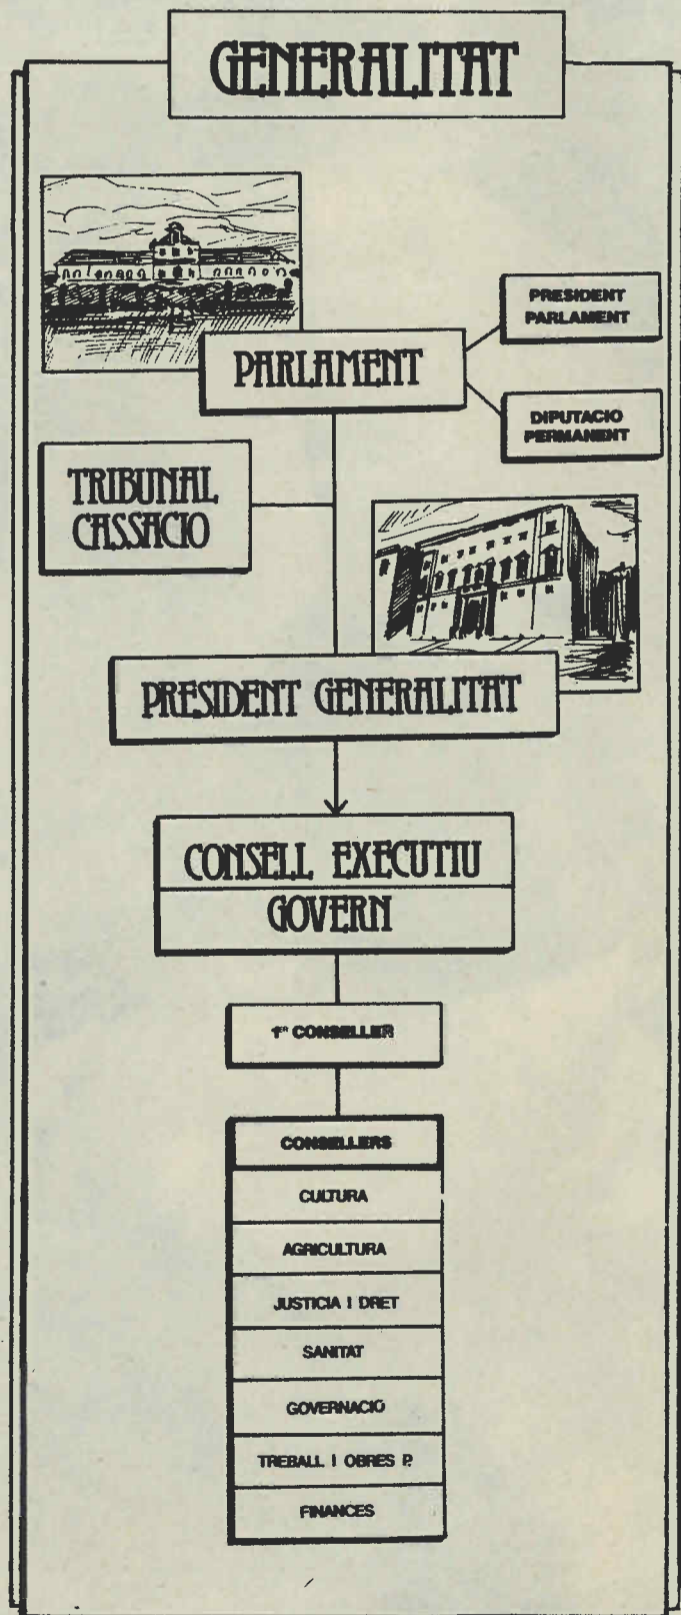 GENERALITAT
PRESIDENT
PARLAMENT
PARLAMENT
DIPUTACIO
PERMANENT
TRIBUNAL
CASSACIO
PRESIDENT GENERALITAT
CONSELL EXECUTIU
GOVERN
1er CONSELLER
CONSELLERS
CULTURA
AGRICULTURA
JUSTICIA I DRET
SANITAT
GOVERNACIO
TREBALL I OBRES P.
FINANCES